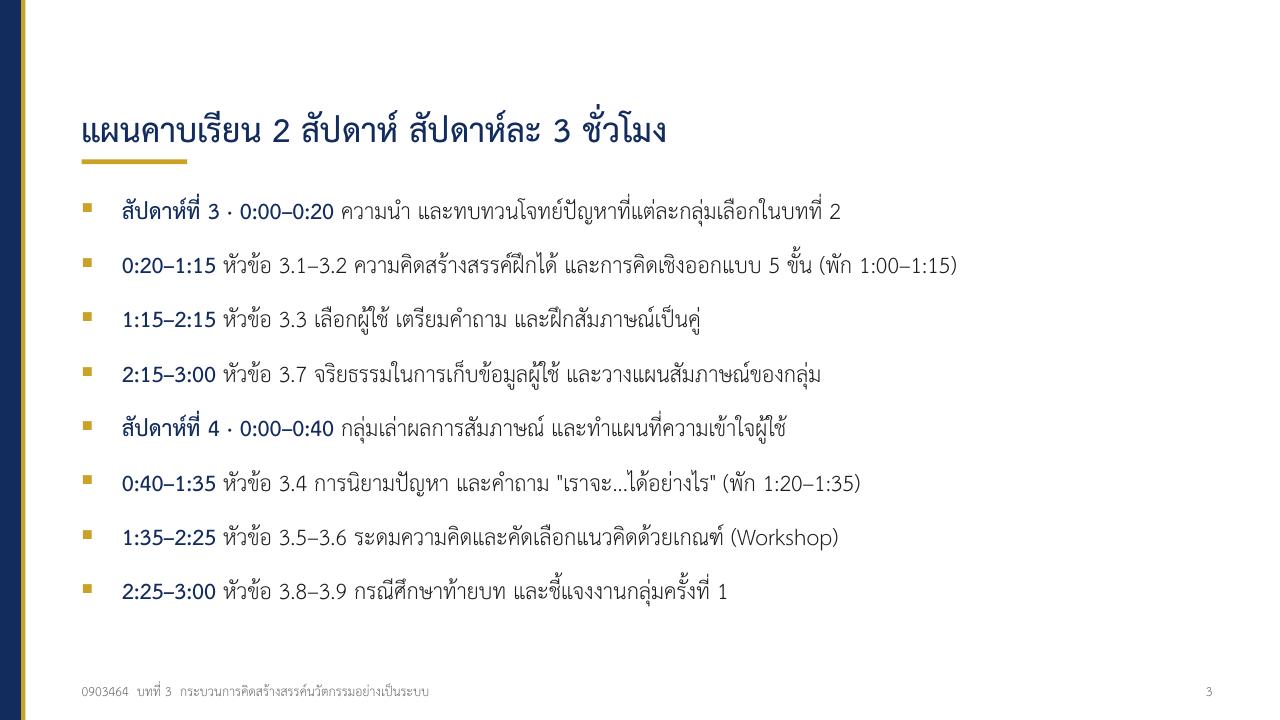 แผนคาบเรียน 2 สัปดาห์ สัปดาห์ละ 3 ชั่วโมง
สัปดาห์ที่ 3 · 0:00–0:20 ความนำ และทบทวนโจทย์ปัญหาที่แต่ละกลุ่มเลือกในบทที่ 2
0:20–1:15 หัวข้อ 3.1–3.2 ความคิดสร้างสรรค์ฝึกได้ และการคิดเชิงออกแบบ 5 ขั้น (พัก 1:00–1:15)
1:15–2:15 หัวข้อ 3.3 เลือกผู้ใช้ เตรียมคำถาม และฝึกสัมภาษณ์เป็นคู่
2:15–3:00 หัวข้อ 3.7 จริยธรรมในการเก็บข้อมูลผู้ใช้ และวางแผนสัมภาษณ์ของกลุ่ม
สัปดาห์ที่ 4 · 0:00–0:40 กลุ่มเล่าผลการสัมภาษณ์ และทำแผนที่ความเข้าใจผู้ใช้
0:40–1:35 หัวข้อ 3.4 การนิยามปัญหา และคำถาม "เราจะ...ได้อย่างไร" (พัก 1:20–1:35)
1:35–2:25 หัวข้อ 3.5–3.6 ระดมความคิดและคัดเลือกแนวคิดด้วยเกณฑ์ (Workshop)
2:25–3:00 หัวข้อ 3.8–3.9 กรณีศึกษาท้ายบท และชี้แจงงานกลุ่มครั้งที่ 1
0903464 บทที่ 3 กระบวนการคิดสร้างสรรค์นวัตกรรมอย่างเป็นระบบ
3